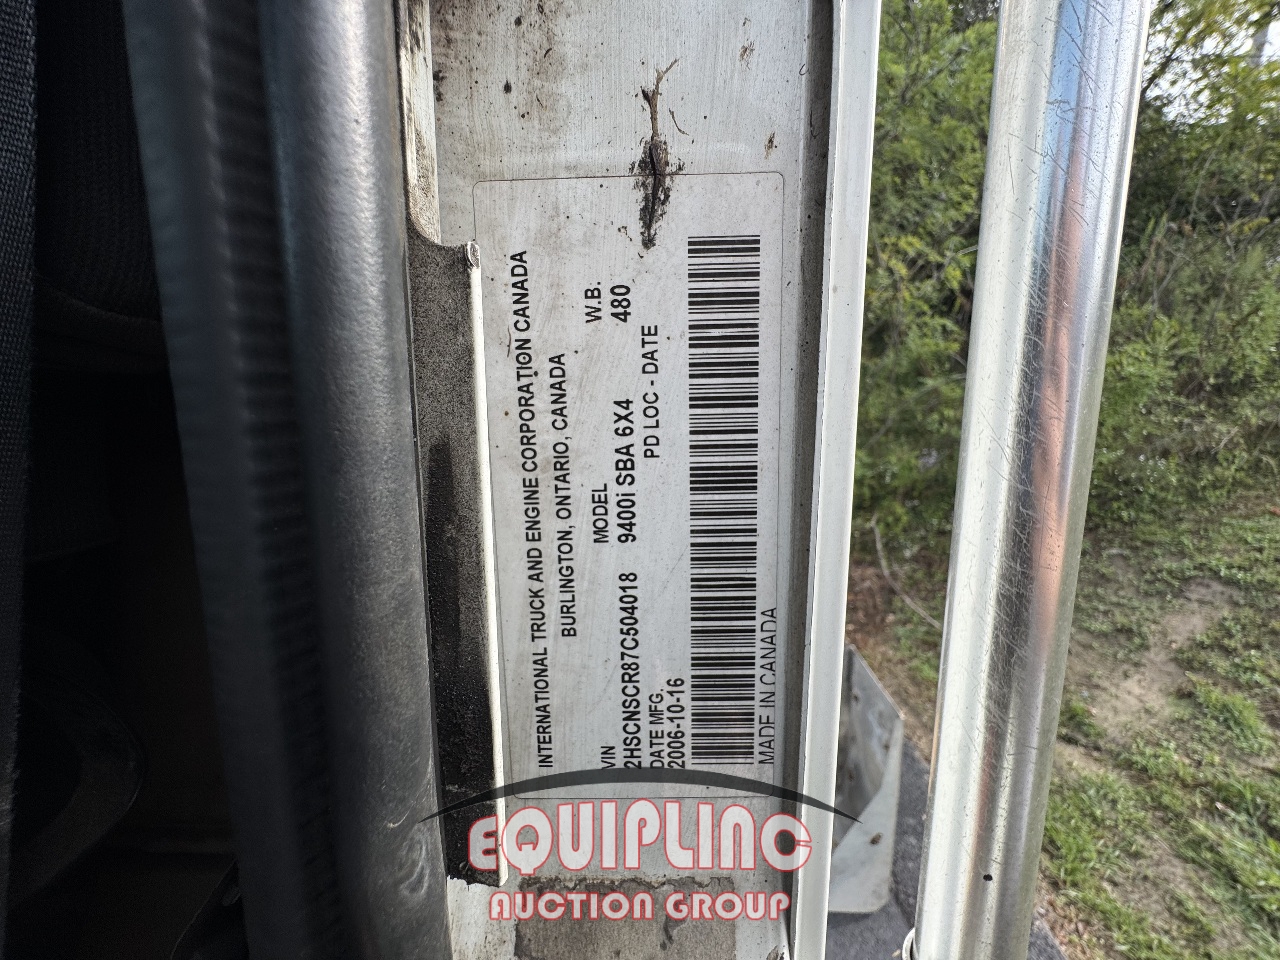 INTERNATIONAL TRUCK AND ENGINE CORPORATION CANADA
BURLINGTON, ONTARIO, CANADA
MODEL W.B.
VIN
2HSCNSCR87C504018 9400i SBA 6X4 480
DATE MFG. PD LOC - DATE
2006-10-16
MADE IN CANADA
EQUIPLINC
AUCTION GROUP